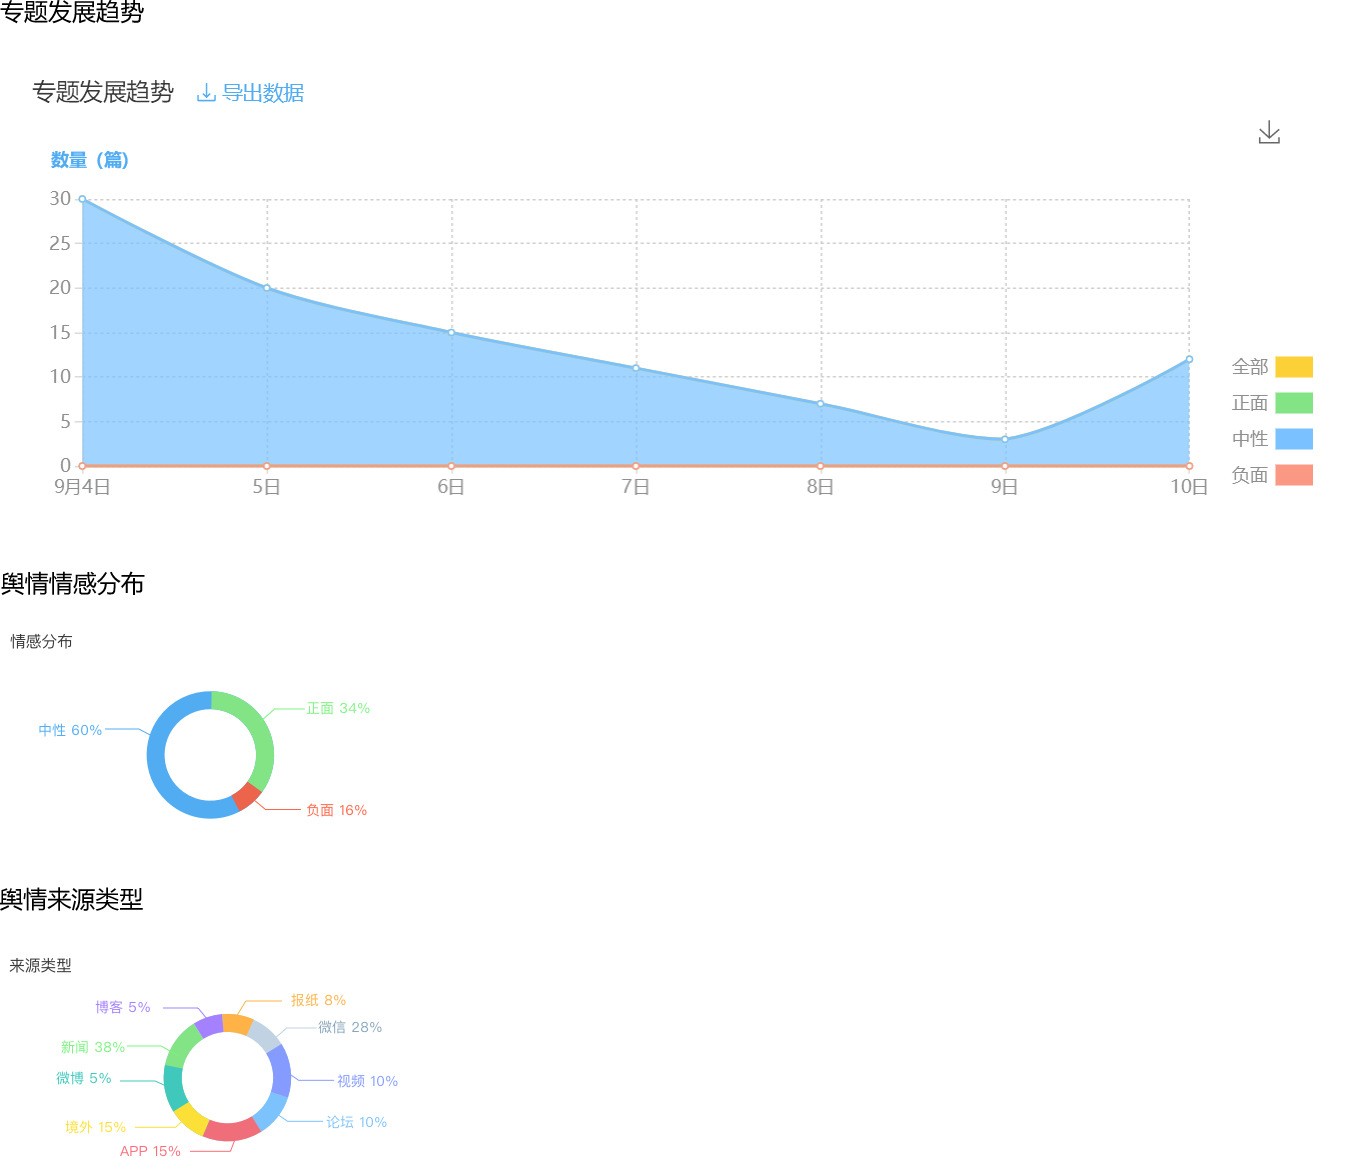 专题发展趋势
专题发展趋势 导出数据
数量（篇）
30
25
20
15
10
5
0
9月4日 5日 6日 7日 8日 9日 10日
全部
正面
中性
负面
舆情情感分布
情感分布
正面 34%
中性 60%
负面 16%
舆情来源类型
来源类型
报纸 8%
博客 5%
微信 28%
新闻 38%
微博 5%
视频 10%
论坛 10%
境外 15%
APP 15%